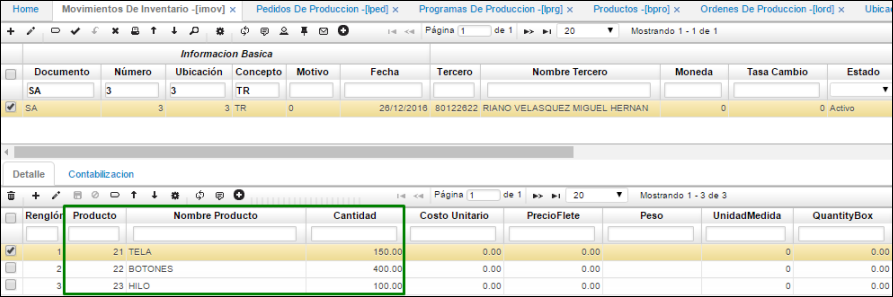 Home Movimientos De Inventario -[imov] × Pedidos De Produccion -[lped] × Programas De Produccion -[lprg] × Productos -[bpro] × Ordenes De Produccion -[lord] × Ubicac
Página 1 de 1 20 Mostrando 1 - 1 de 1
Informacion Basica
Documento Número Ubicación Concepto Motivo Fecha Tercero Nombre Tercero Moneda Tasa Cambio Estado
SA 3 3 TR
SA 3 3 TR 0 26/12/2016 80122622 RIANO VELASQUEZ MIGUEL HERNAN 0 0 Activo
Detalle Contabilizacion
Página 1 de 1 20 Mostrando 1 - 3 de 3
Renglón Producto Nombre Producto Cantidad Costo Unitario PrecioFlete Peso UnidadMedida QuantityBox
1 21 TELA 150.00 0.00 0.00 0 0.00
2 22 BOTONES 400.00 0.00 0.00 0 0.00
3 23 HILO 100.00 0.00 0.00 0 0.00